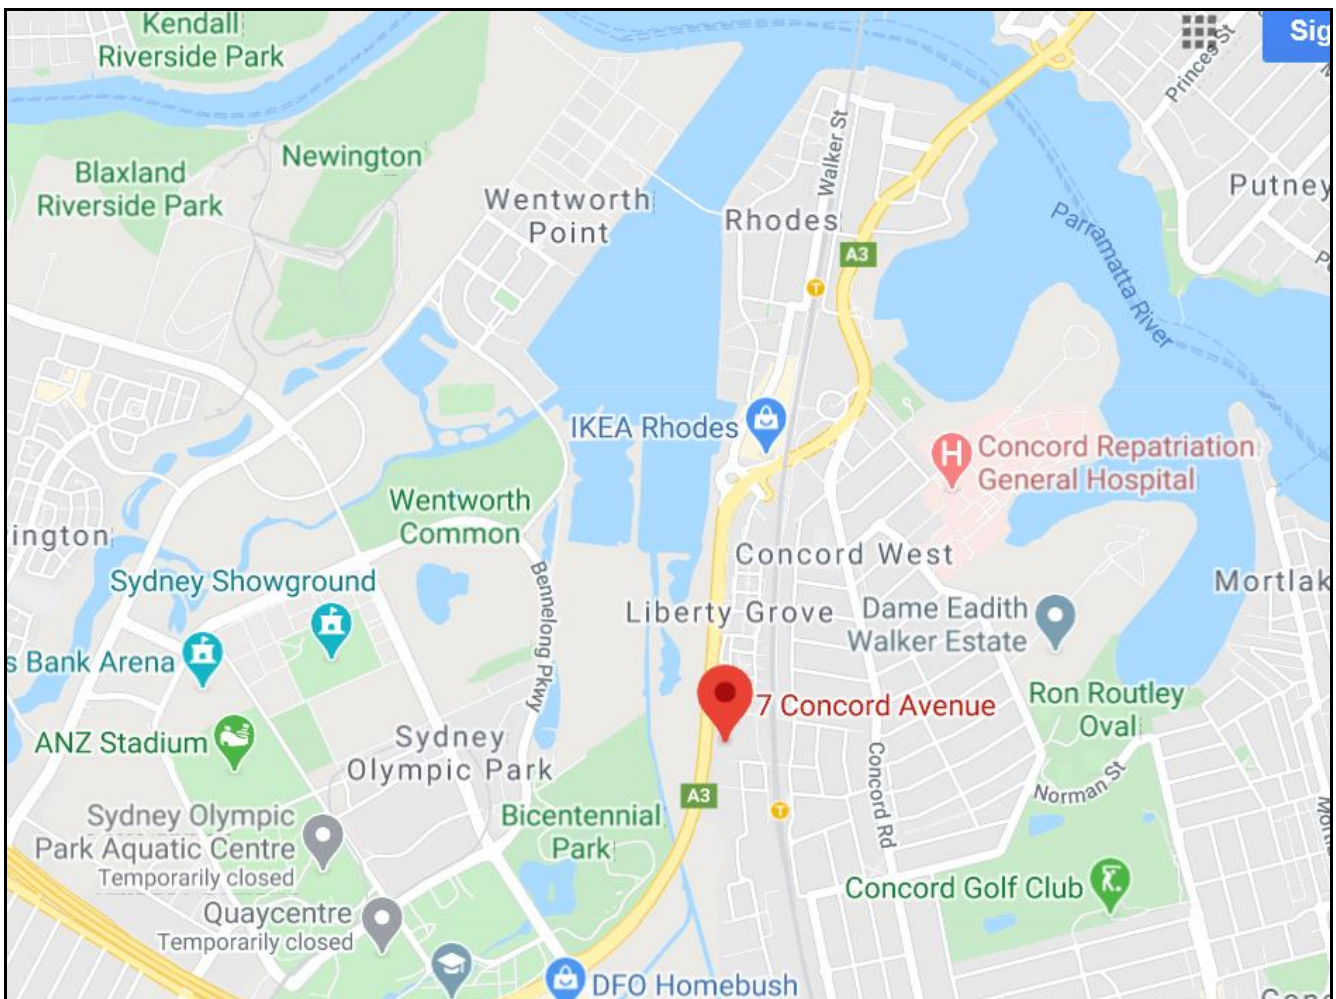 Kendall
Riverside Park
Sig
Princes St
Newington
Blaxland
Riverside Park
Wentworth
Point
Walker St
Rhodes
Putney
A3
Parramatta River
T
IKEA Rhodes
H
Concord Repatriation
General Hospital
Wentworth
Common
ington
Concord West
Sydney Showground
Bennelong Pkwy
Mortlak
Liberty Grove
Dame Eadith
Walker Estate
s Bank Arena
7 Concord Avenue
Ron Routley
Oval
ANZ Stadium
Sydney
Olympic Park
Concord Rd
Norman St
A3
Sydney Olympic
Park Aquatic Centre
Temporarily closed
Bicentennial
Park
T
Concord Golf Club
Quaycentre
Temporarily closed
DFO Homebush